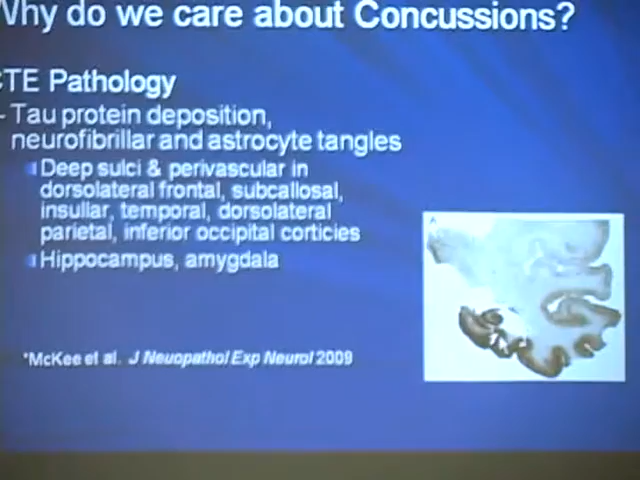 Why do we care about Concussions?
CTE Pathology
- Tau protein deposition,
neurofibrillar and astrocyte tangles
Deep sulci & perivascular in
dorsolateral frontal, subcallosal,
insullar, temporal, dorsolateral
parietal, inferior occipital corticies
Hippocampus, amygdala
*McKee et al. J Neuopathol Exp Neurol 2009
A